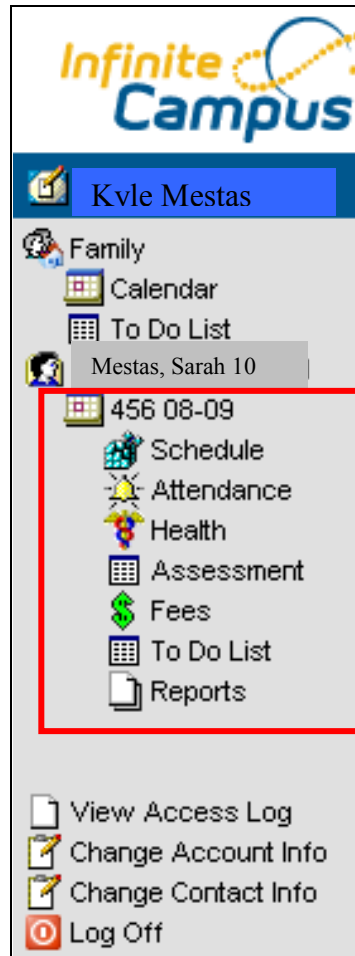 Infinite
Campus
Kyle Mestas
Family
Calendar
To Do List
Mestas, Sarah 10
456 08-09
Schedule
Attendance
Health
Assessment
Fees
To Do List
Reports
View Access Log
Change Account Info
Change Contact Info
Log Off